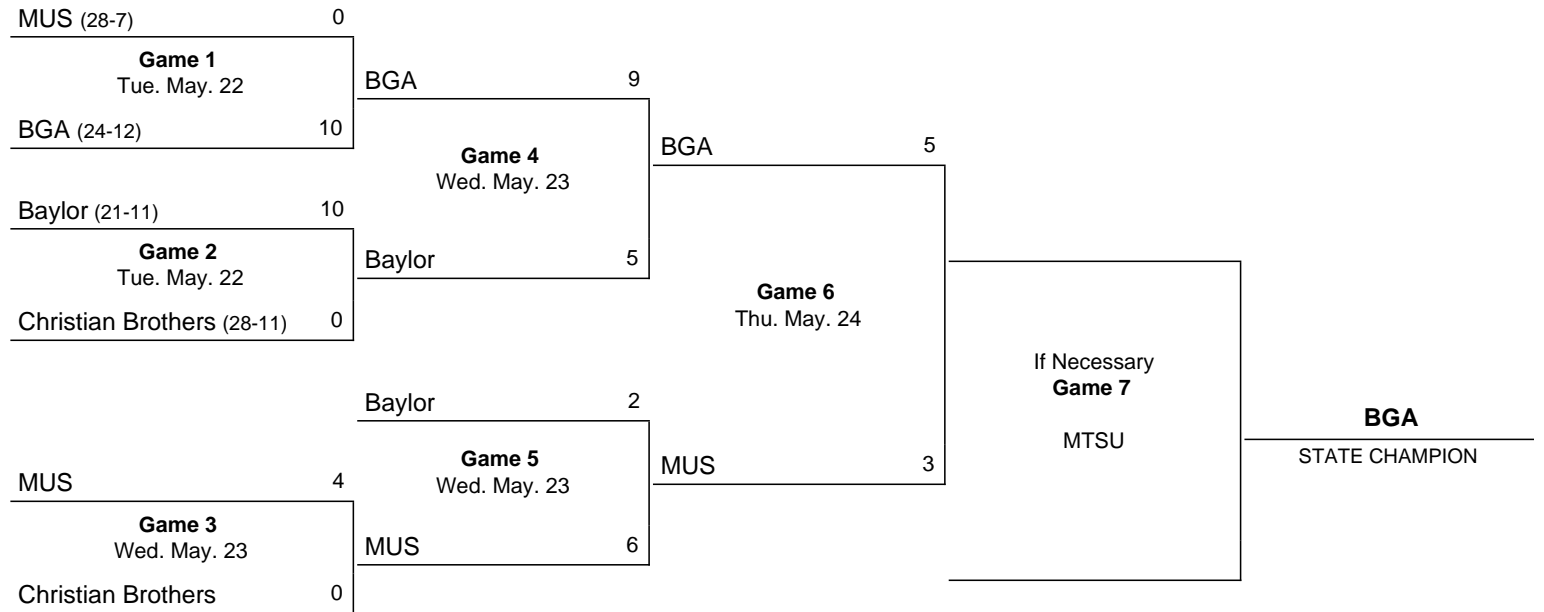 MUS (28-7) 0
Game 1
Tue. May. 22
BGA (24-12) 10
Baylor (21-11) 10
Game 2
Tue. May. 22
Christian Brothers (28-11) 0
MUS 4
Game 3
Wed. May. 23
Christian Brothers 0
BGA 9
Game 4
Wed. May. 23
Baylor 5
Baylor 2
Game 5
Wed. May. 23
MUS 6
BGA 5
Game 6
Thu. May. 24
MUS 3
If Necessary
Game 7
MTSU
BGA
STATE CHAMPION